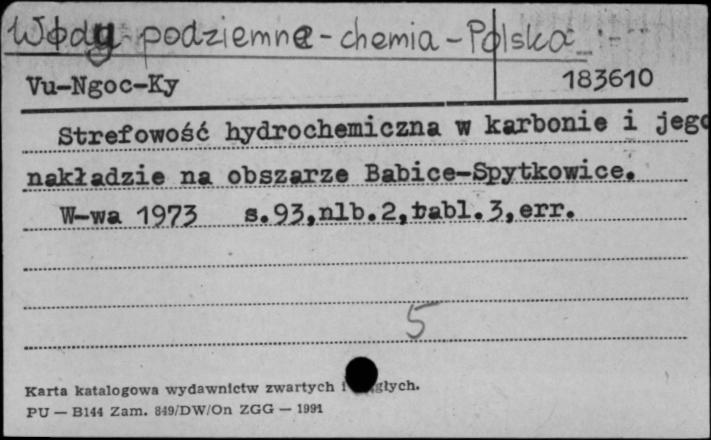 Wody podziemne - chemia - Polska
Vu-Ngoc-Ky 183610
Strefowość hydrochemiczna w karbonie i jego
nakładzie na obszarze Babice-Spytkowice.
W-wa 1973 s.93,nlb.2,tabl.3,err.
5
Karta katalogowa wydawnictw zwartych i
PU — B144 Zam. 849/DW/On ZGG — 1991